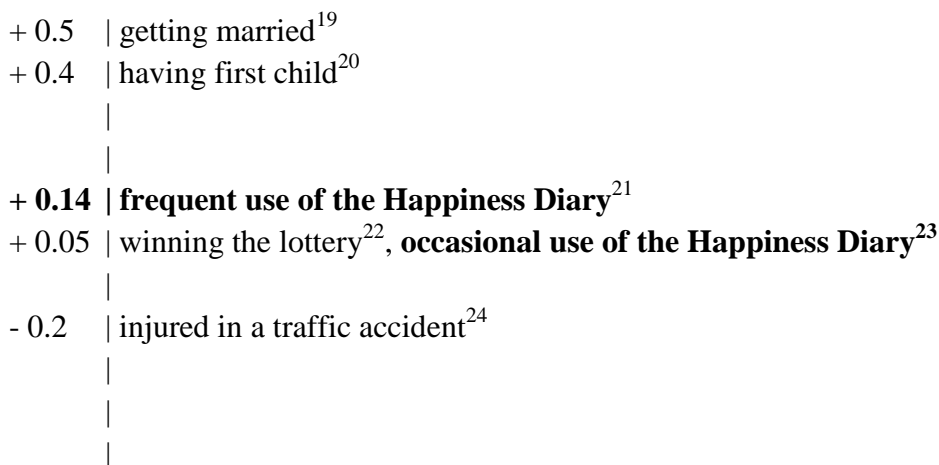 + 0.5 | getting married19
+ 0.4 | having first child20
|
|
+ 0.14 | frequent use of the Happiness Diary21
+ 0.05 | winning the lottery22, occasional use of the Happiness Diary23
|
- 0.2 | injured in a traffic accident24
|
|
|